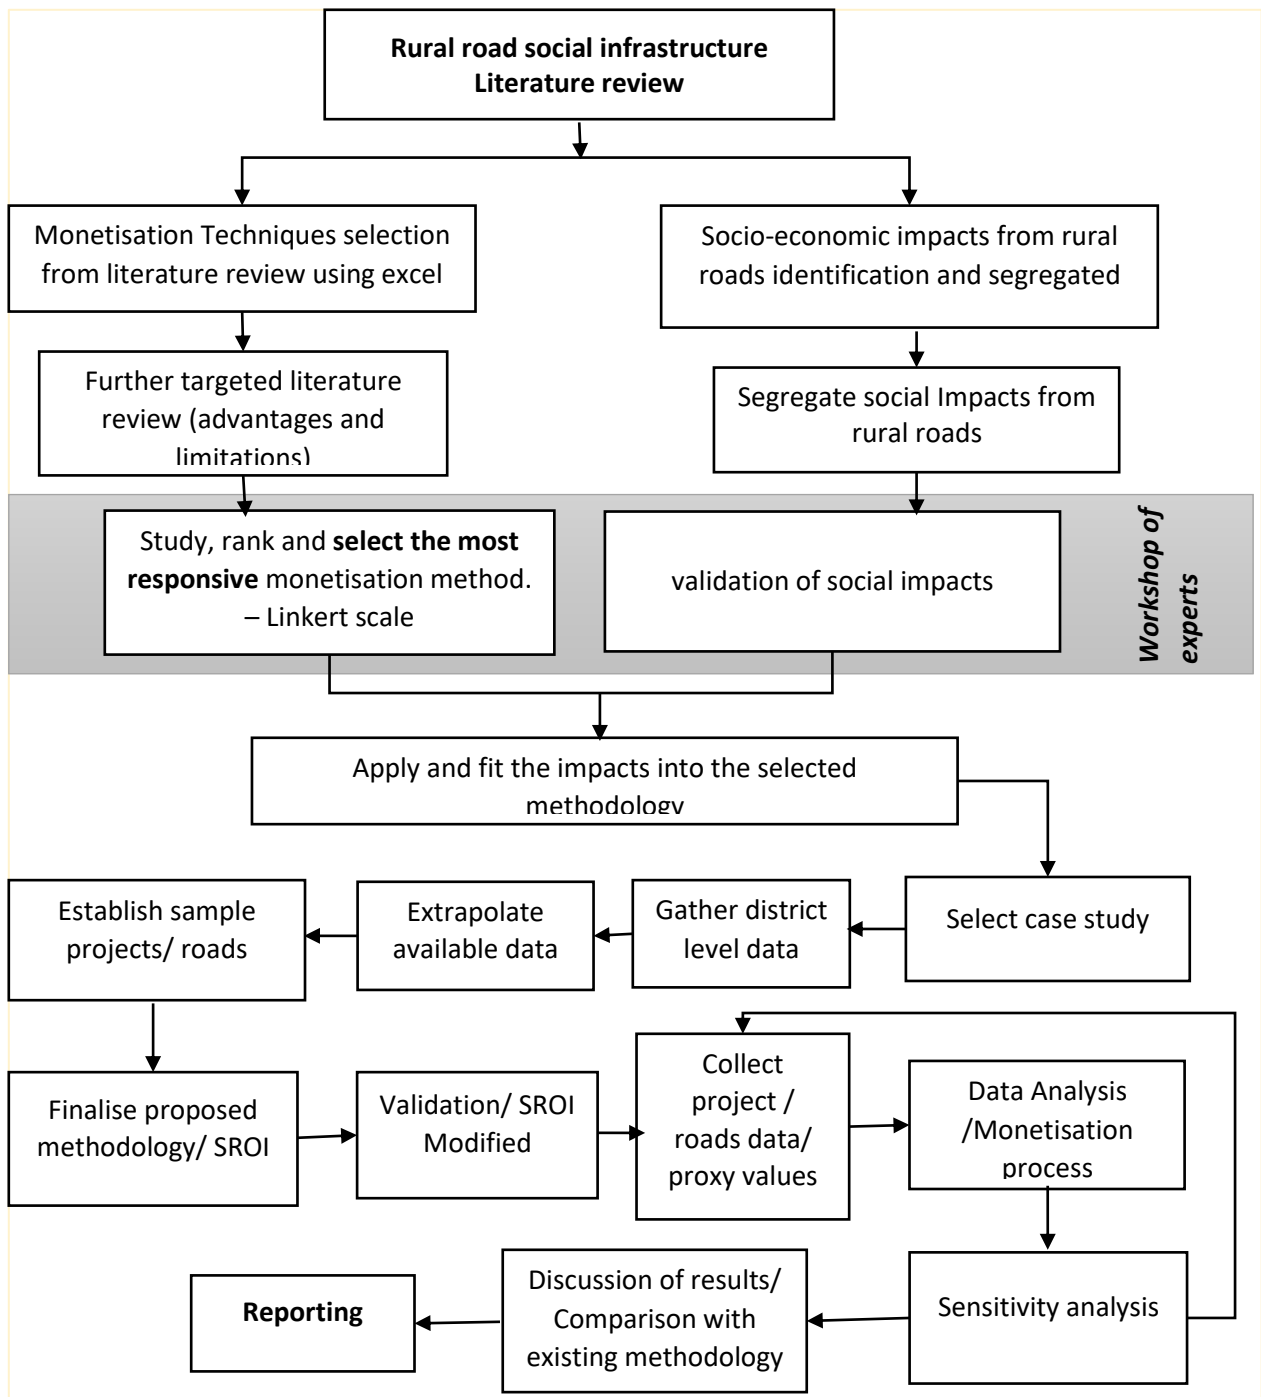 Rural road social infrastructure
Literature review
Monetisation Techniques selection
from literature review using excel
Socio-economic impacts from rural
roads identification and segregated
Further targeted literature
review (advantages and
limitations)
Segregate social Impacts from
rural roads
Study, rank and select the most
responsive monetisation method.
– Linkert scale
validation of social impacts
Workshop of
experts
Apply and fit the impacts into the selected
methodology
Establish sample
projects/ roads
Extrapolate
available data
Gather district
level data
Select case study
Finalise proposed
methodology/ SROI
Validation/ SROI
Modified
Collect
project /
roads data/
proxy values
Data Analysis
/Monetisation
process
Reporting
Discussion of results/
Comparison with
existing methodology
Sensitivity analysis